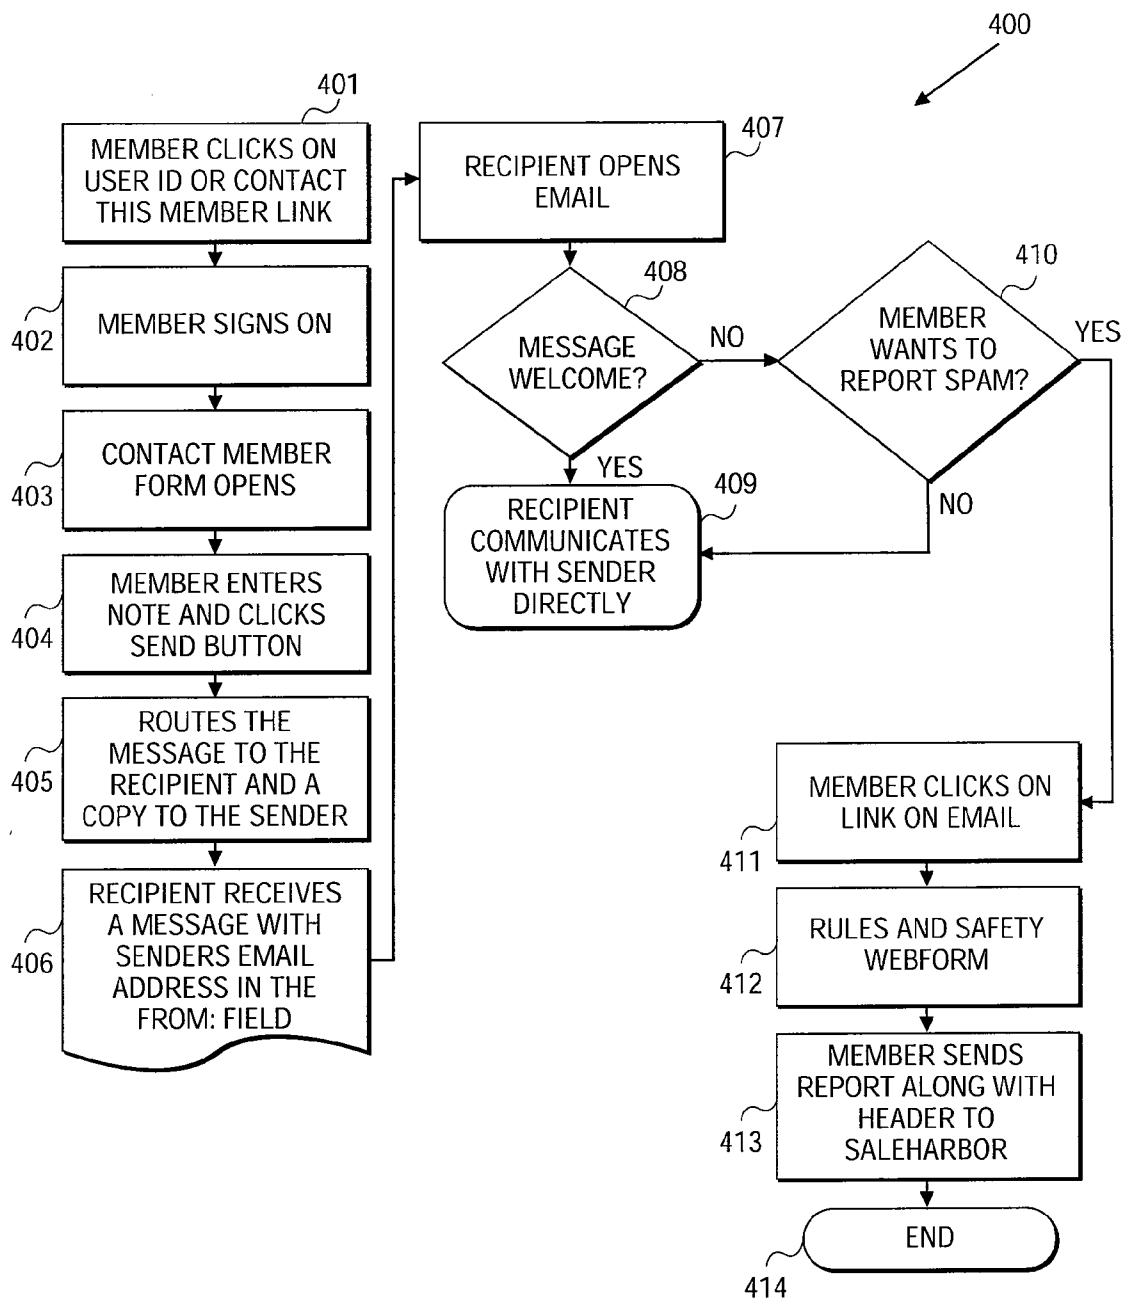 400
401
MEMBER CLICKS ON
USER ID OR CONTACT
THIS MEMBER LINK
402
MEMBER SIGNS ON
403
CONTACT MEMBER
FORM OPENS
404
MEMBER ENTERS
NOTE AND CLICKS
SEND BUTTON
405
ROUTES THE
MESSAGE TO THE
RECIPIENT AND A
COPY TO THE SENDER
406
RECIPIENT RECEIVES
A MESSAGE WITH
SENDERS EMAIL
ADDRESS IN THE
FROM: FIELD
407
RECIPIENT OPENS
EMAIL
408
MESSAGE
WELCOME?
NO
YES
409
RECIPIENT
COMMUNICATES
WITH SENDER
DIRECTLY
410
MEMBER
WANTS TO
REPORT SPAM?
YES
NO
411
MEMBER CLICKS ON
LINK ON EMAIL
412
RULES AND SAFETY
WEBFORM
413
MEMBER SENDS
REPORT ALONG WITH
HEADER TO
SALEHARBOR
END
414